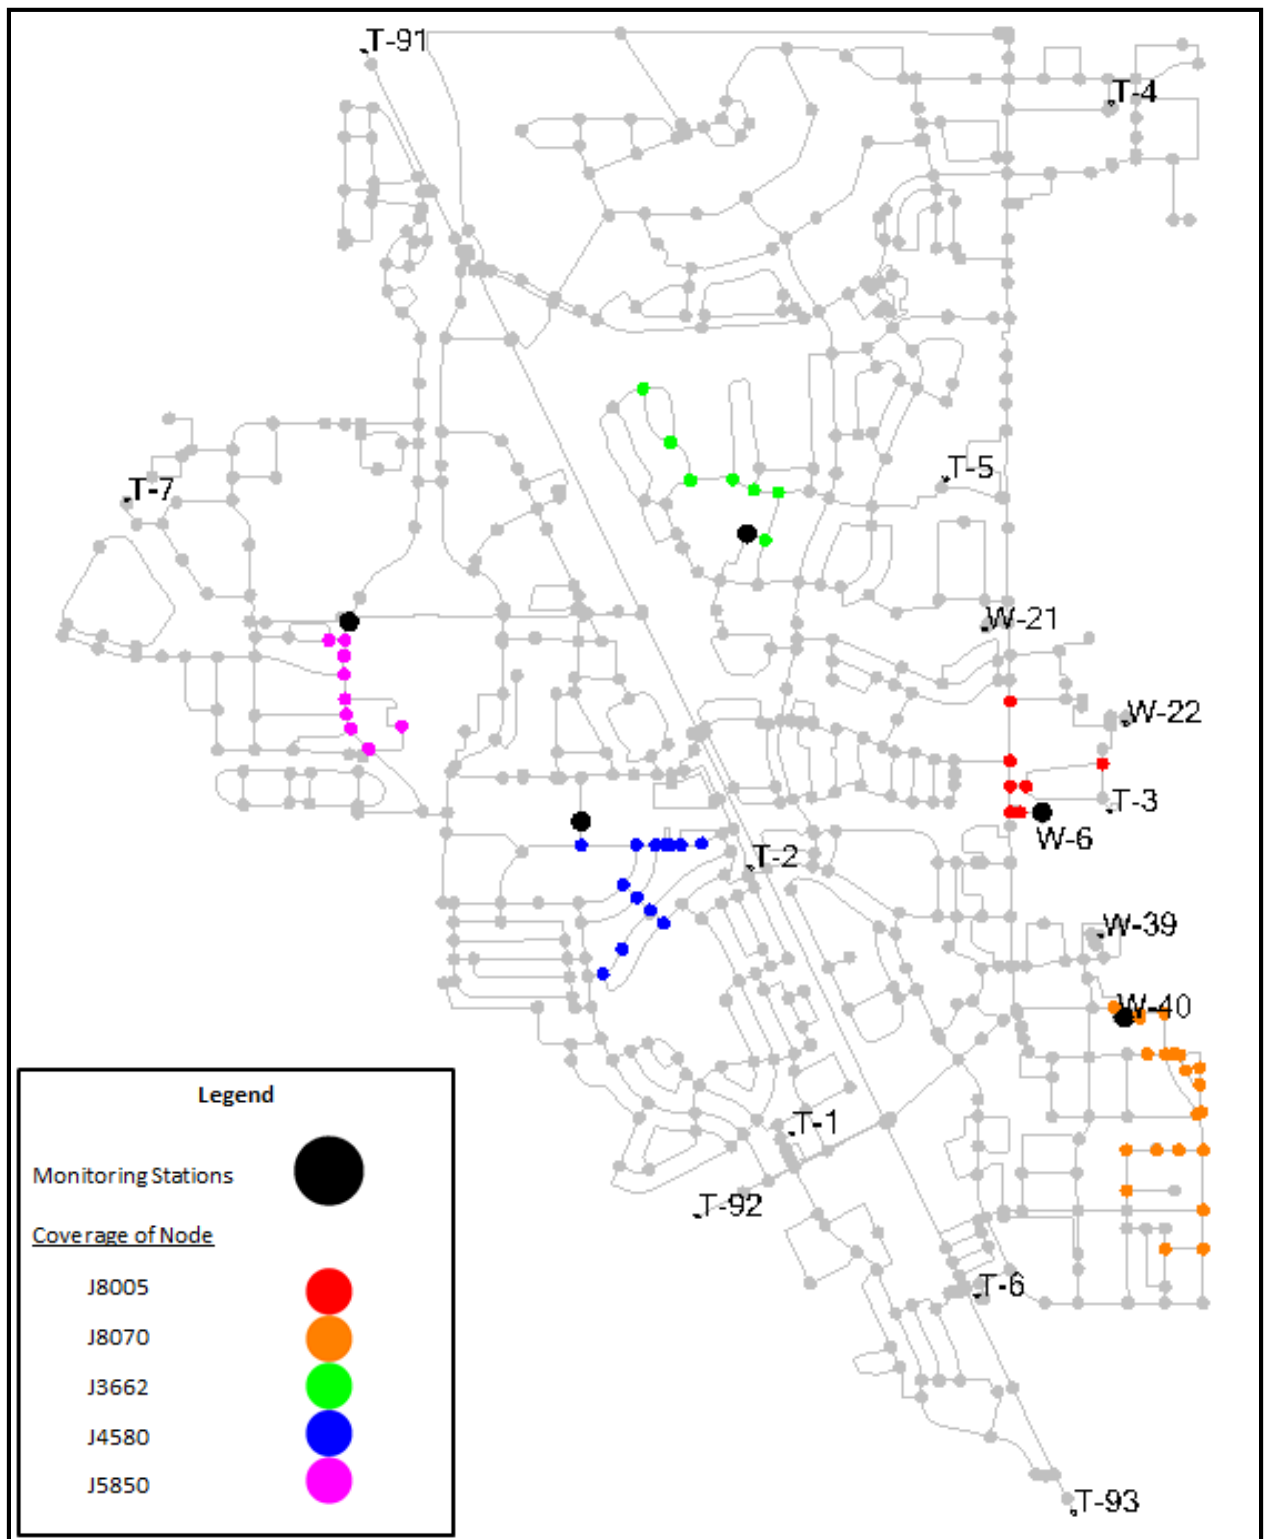 T-91
T-4
T-5
T-7
W-21
W-22
T-3
W-6
T-2
W-39
W-40
Legend
Monitoring Stations
T-1
Coverage of Node
T-92
J8005
T-6
J8070
J3662
J4580
J5850
T-93